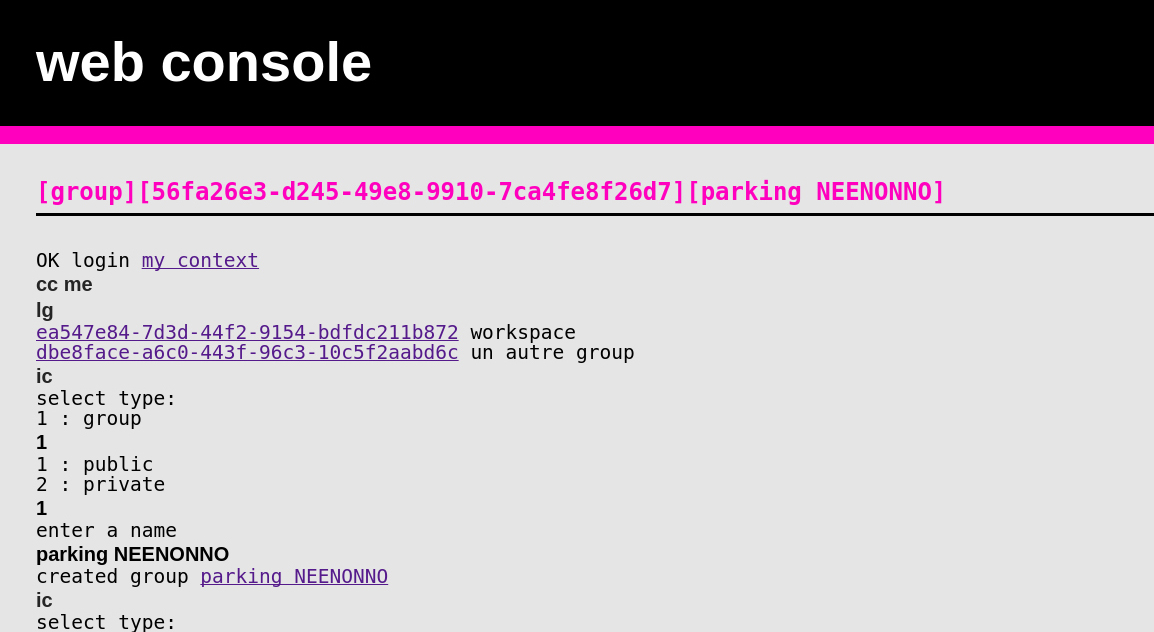 web console
[group][56fa26e3-d245-49e8-9910-7ca4fe8f26d7][parking NEENONNO]
OK login my context
cc me
lg
ea547e84-7d3d-44f2-9154-bdfdc211b872 workspace
dbe8face-a6c0-443f-96c3-10c5f2aabd6c un autre group
ic
select type:
1 : group
1
1 : public
2 : private
1
enter a name
parking NEENONNO
created group parking NEENONNO
ic
select type: